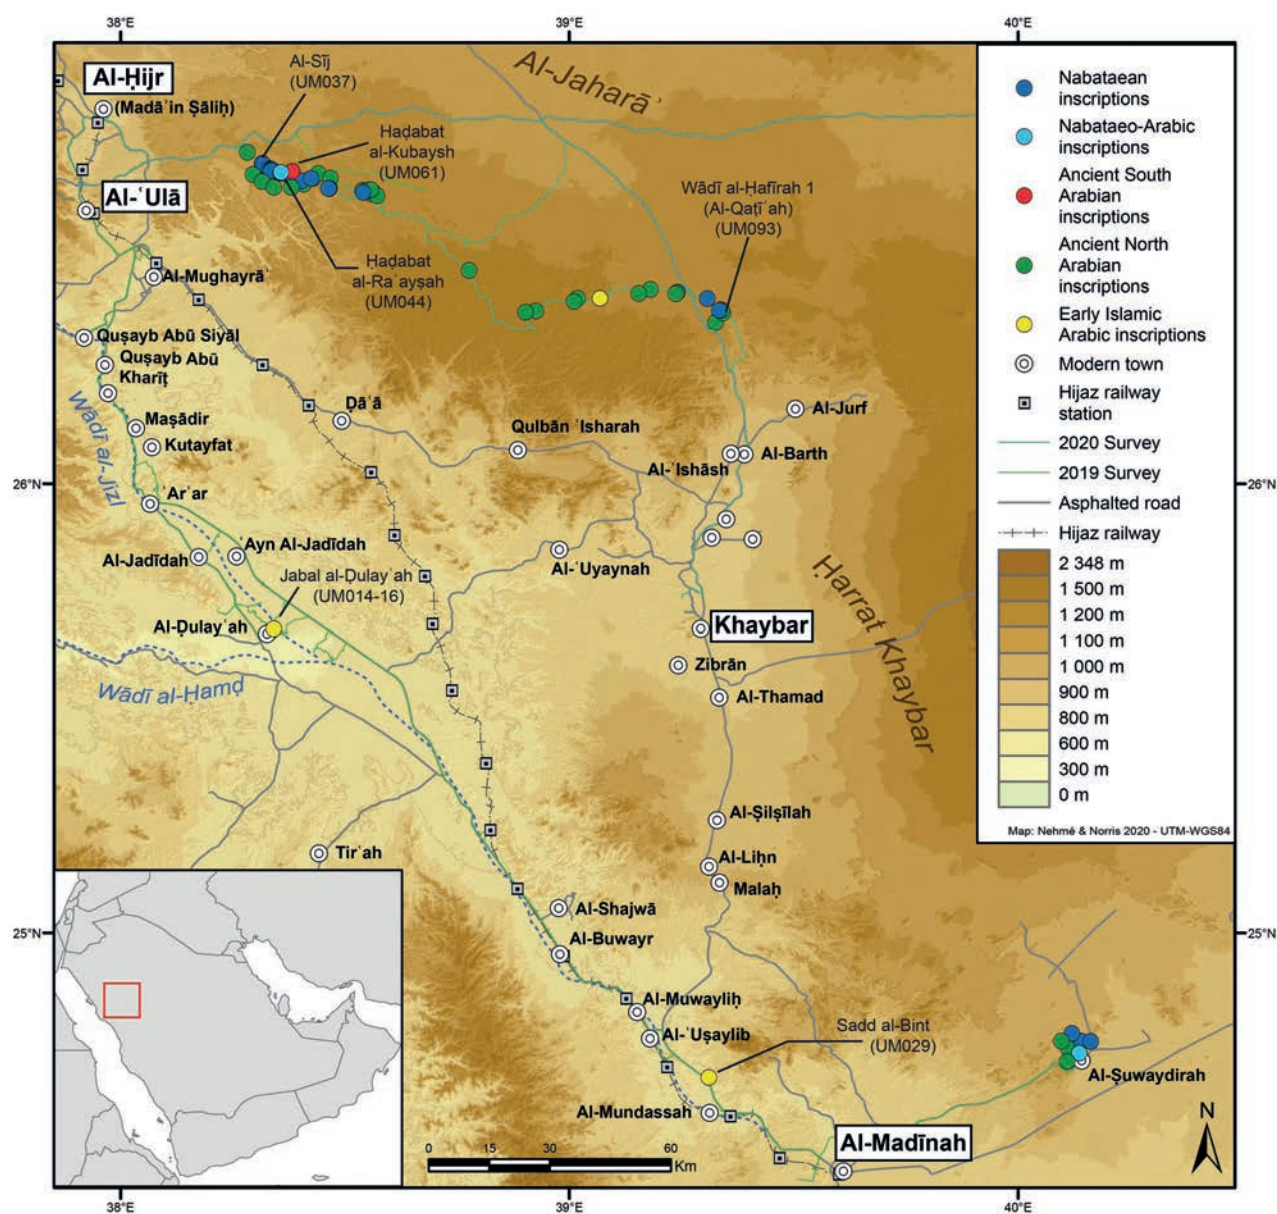 38°E
39°E
40°E
Al-Ḥijr
(Madāʾin Ṣāliḥ)
Al-Sīj
(UM037)
Al-Jaharāʾ
Haḍabat
al-Kubaysh
(UM061)
Al-ʿUlā
Wādī al-Ḥafīrah 1
(Al-Qaṭīʿah)
(UM093)
Ḥaḍabat
al-Raʾayṣah
(UM044)
Al-Mughayrāʾ
Quṣayb Abū Siyāl
Quṣayb Abū
Kharīṭ
Wādī al-Jizl
Maṣādir
Kutayfat
Ḍāʿā
Qulbān ʿIsharah
Al-Jurf
Al-ʿIshāsh
Al-Barth
26°N
26°N
ʿArʿar
Al-Jadīdah
ʿAyn Al-Jadīdah
Jabal al-Ḍulayʿah
(UM014-16)
Al-ʿUyaynah
Ḥarrat Khaybar
Al-Ḍulayʿah
Khaybar
Zibrān
Wādī al-Ḥamḍ
Al-Thamad
Al-Ṣilṣīlah
Tirʿah
Al-Liḥn
Malaḥ
Al-Shajwā
25°N
25°N
Al-Buwayr
Al-Muwayliḥ
Al-ʿUṣaylib
Sadd al-Bint
(UM029)
Al-Ṣuwaydirah
Al-Mundassah
Al-Madīnah
0 15 30 60
Km
N
38°E
39°E
40°E
Nabataean
inscriptions
Nabataeo-Arabic
inscriptions
Ancient South
Arabian
inscriptions
Ancient North
Arabian
inscriptions
Early Islamic
Arabic inscriptions
Modern town
Hijaz railway
station
2020 Survey
2019 Survey
Asphalted road
Hijaz railway
2 348 m
1 500 m
1 200 m
1 100 m
1 000 m
900 m
800 m
600 m
300 m
0 m
Map: Nehmé & Norris 2020 - UTM-WGS84